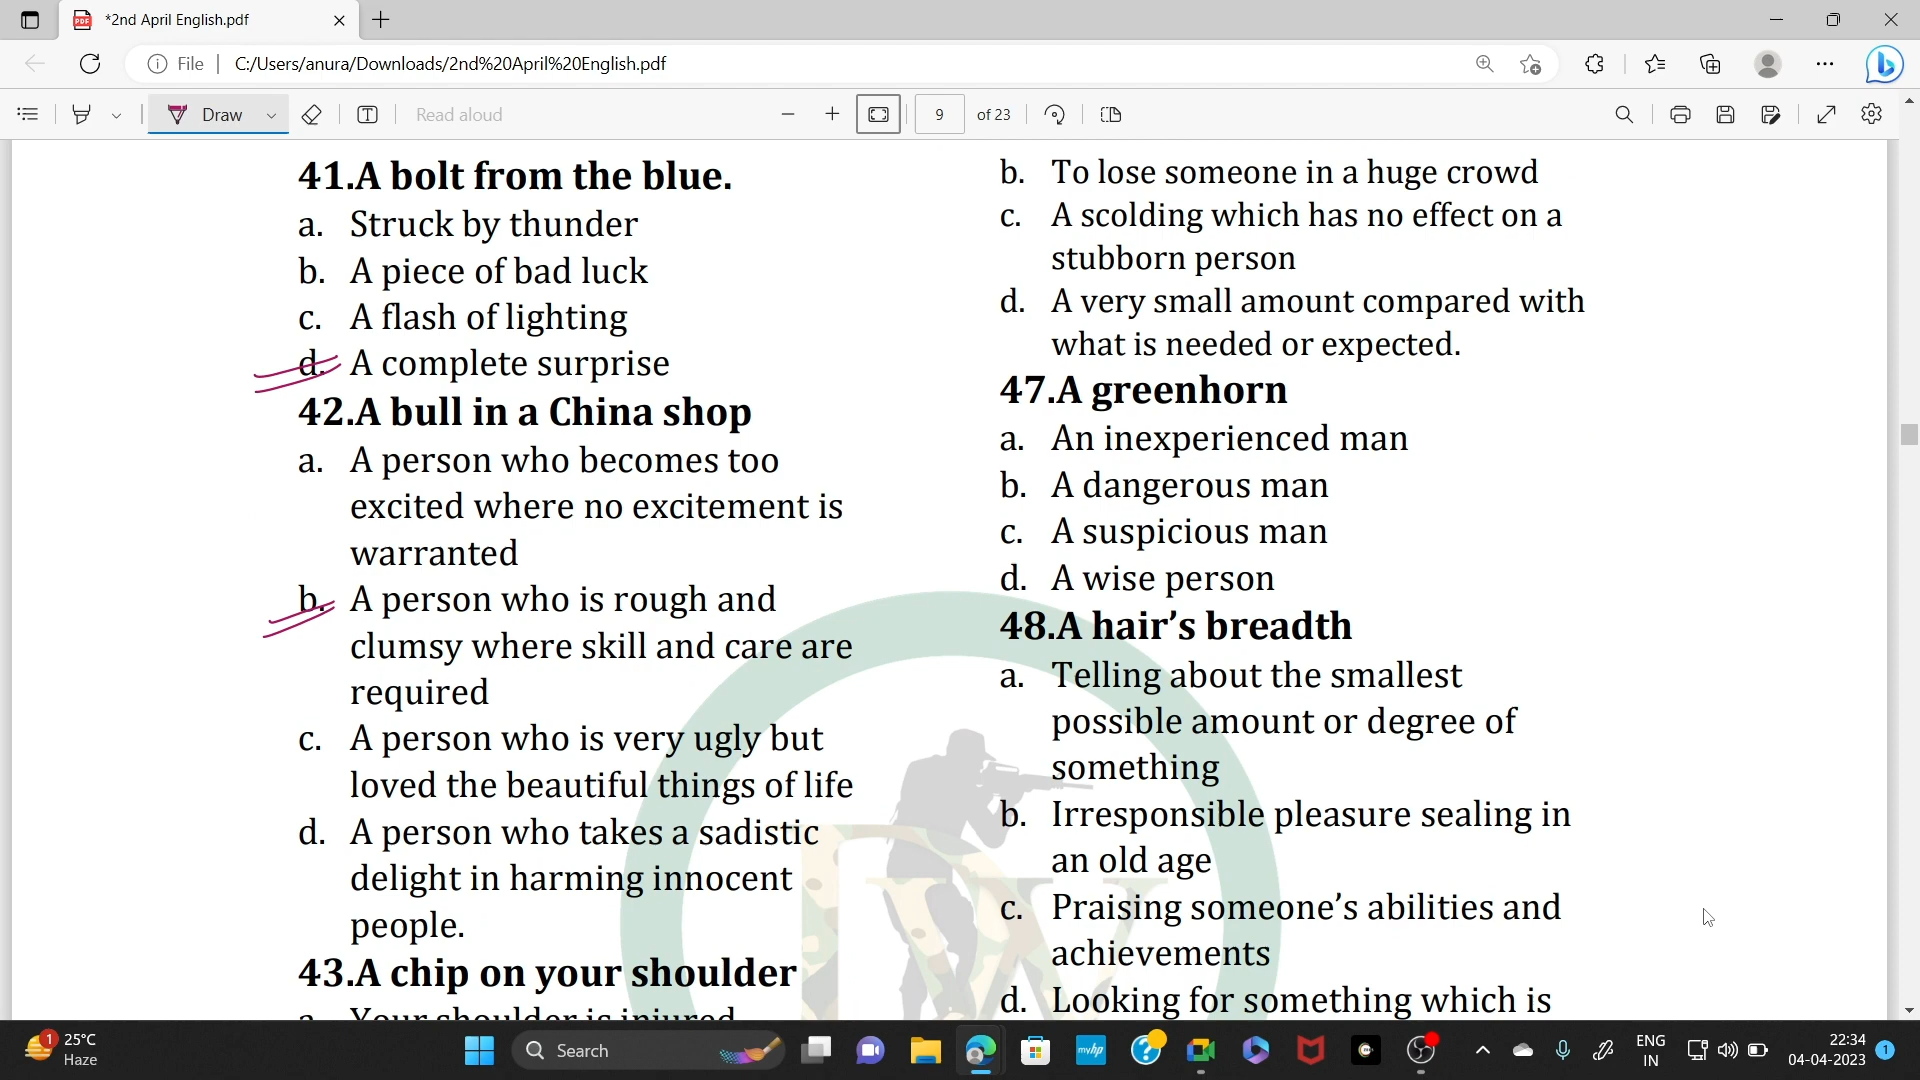 *2nd April English.pdf
File
C:/Users/anura/Downloads/2nd%20April%20English.pdf
Draw
Read aloud
9
of 23
41.A bolt from the blue.
a. Struck by thunder
b. A piece of bad luck
c. A flash of lighting
d. A complete surprise
42.A bull in a China shop
a. A person who becomes too
excited where no excitement is
warranted
b. A person who is rough and
clumsy where skill and care are
required
c. A person who is very ugly but
loved the beautiful things of life
d. A person who takes a sadistic
delight in harming innocent
people.
43.A chip on your shoulder
a. Your shoulder is injured
b. To lose someone in a huge crowd
c. A scolding which has no effect on a
stubborn person
d. A very small amount compared with
what is needed or expected.
47.A greenhorn
a. An inexperienced man
b. A dangerous man
c. A suspicious man
d. A wise person
48.A hair’s breadth
a. Telling about the smallest
possible amount or degree of
something
b. Irresponsible pleasure sealing in
an old age
c. Praising someone’s abilities and
achievements
d. Looking for something which is
1
25°C
Haze
Search
myhp
ENG
IN
22:34
04-04-2023
1